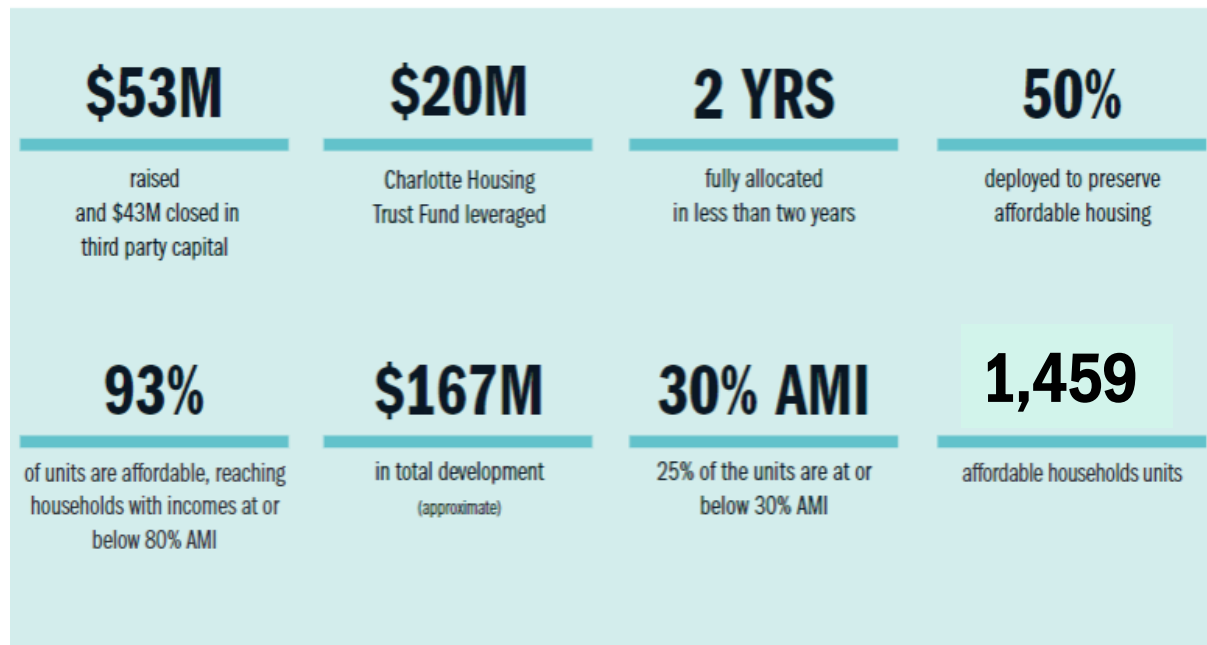 $53M
raised
and $43M closed in
third party capital
$20M
Charlotte Housing
Trust Fund leveraged
2 YRS
fully allocated
in less than two years
50%
deployed to preserve
affordable housing
93%
of units are affordable, reaching
households with incomes at or
below 80% AMI
$167M
in total development
(approximate)
30% AMI
25% of the units are at or
below 30% AMI
1,459
affordable households units